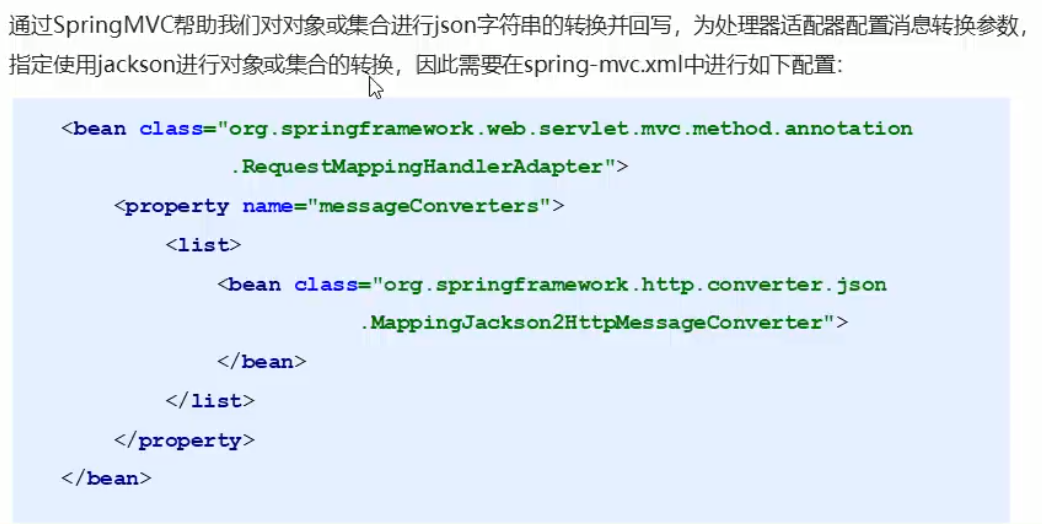 通过SpringMVC帮助我们对对象或集合进行json字符串的转换并回写，为处理器适配器配置消息转换参数，
指定使用jackson进行对象或集合的转换，因此需要在spring-mvc.xml中进行如下配置：
<bean class="org.springframework.web.servlet.mvc.method.annotation
.RequestMappingHandlerAdapter">
<property name="messageConverters">
<list>
<bean class="org.springframework.http.converter.json
.MappingJackson2HttpMessageConverter">
</bean>
</list>
</property>
</bean>